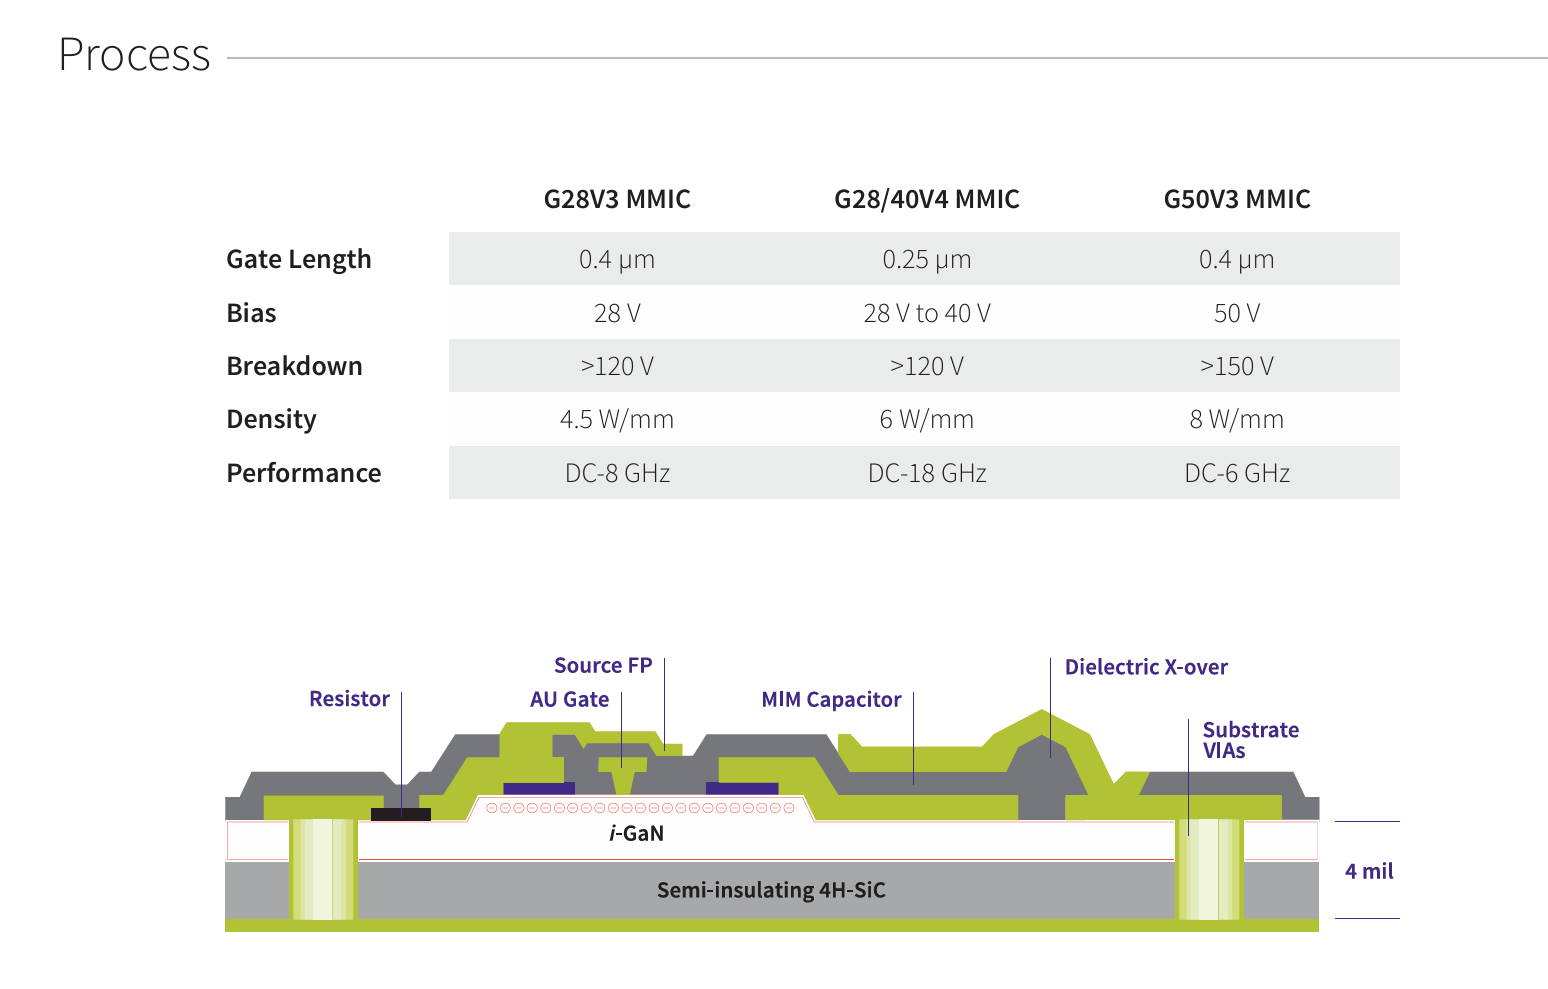 Process
G28V3 MMIC G28/40V4 MMIC G50V3 MMIC
Gate Length 0.4 µm 0.25 µm 0.4 µm
Bias 28 V 28 V to 40 V 50 V
Breakdown >120 V >120 V >150 V
Density 4.5 W/mm 6 W/mm 8 W/mm
Performance DC-8 GHz DC-18 GHz DC-6 GHz
Source FP
Dielectric X-over
Resistor
AU Gate
MIM Capacitor
Substrate
VIAs
i-GaN
4 mil
Semi-insulating 4H-SiC